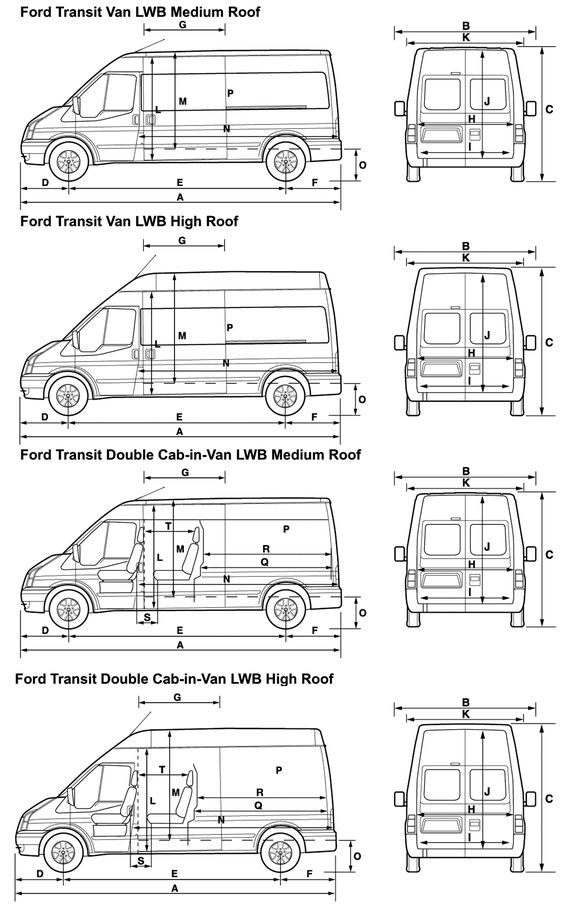 Ford Transit Van LWB Medium Roof
G
B
K
L
M
P
N
J
H
I
C
O
D
E
F
A
Ford Transit Van LWB High Roof
G
B
K
L
M
P
N
J
H
I
C
O
D
E
F
A
Ford Transit Double Cab-in-Van LWB Medium Roof
G
B
K
T
L
M
P
R
Q
N
J
H
I
C
S
O
D
E
F
A
Ford Transit Double Cab-in-Van LWB High Roof
G
B
K
T
L
M
P
R
Q
N
J
H
I
C
S
O
D
E
F
A